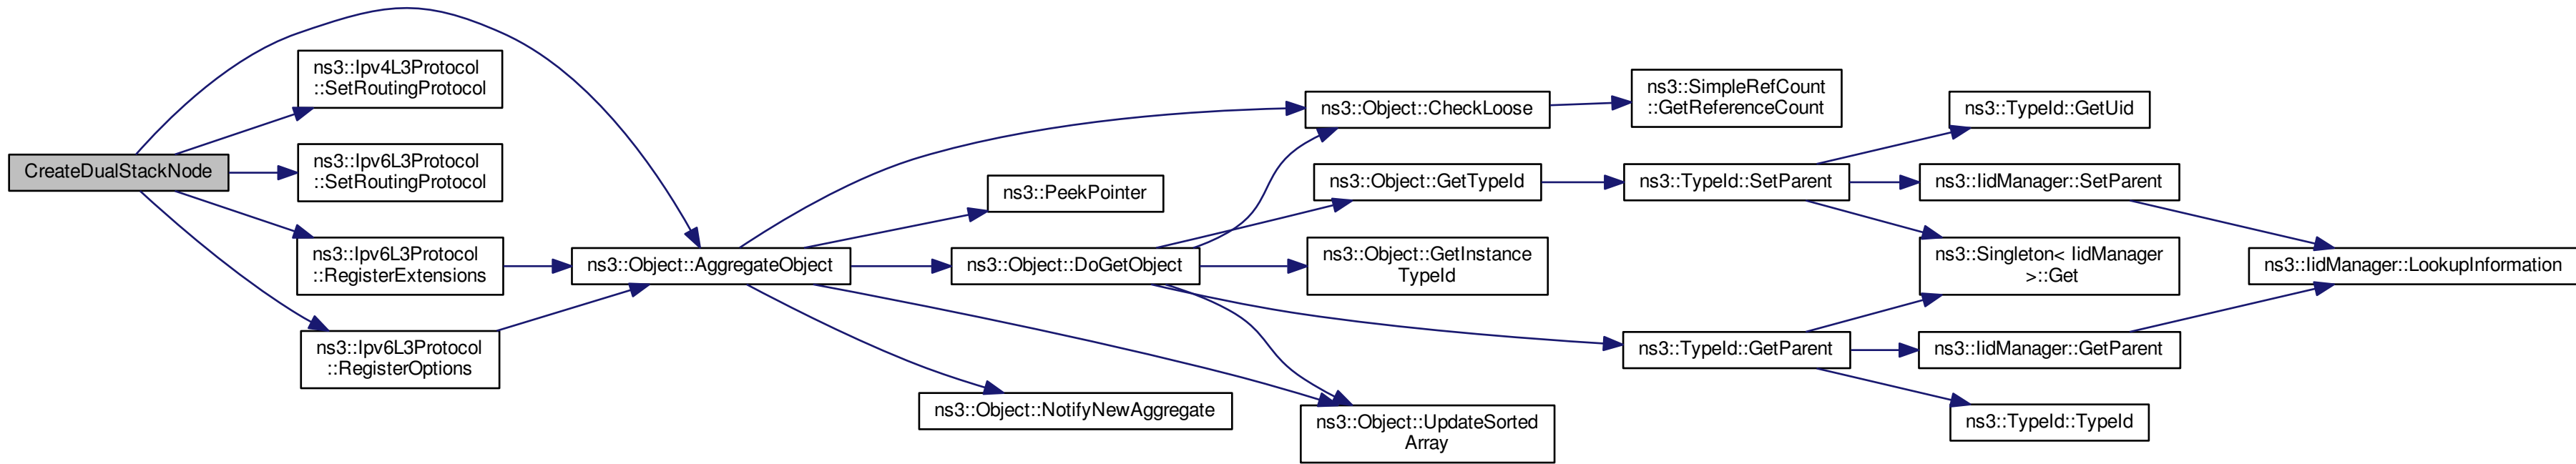 CreateDualStackNode
ns3::Ipv4L3Protocol
::SetRoutingProtocol
ns3::Ipv6L3Protocol
::SetRoutingProtocol
ns3::Ipv6L3Protocol
::RegisterExtensions
ns3::Ipv6L3Protocol
::RegisterOptions
ns3::Object::AggregateObject
ns3::PeekPointer
ns3::Object::DoGetObject
ns3::Object::NotifyNewAggregate
ns3::Object::CheckLoose
ns3::Object::GetTypeId
ns3::Object::GetInstance
TypeId
ns3::Object::UpdateSorted
Array
ns3::SimpleRefCount
::GetReferenceCount
ns3::TypeId::SetParent
ns3::TypeId::GetParent
ns3::TypeId::GetUid
ns3::IidManager::SetParent
ns3::Singleton< IidManager
>::Get
ns3::IidManager::GetParent
ns3::TypeId::TypeId
ns3::IidManager::LookupInformation